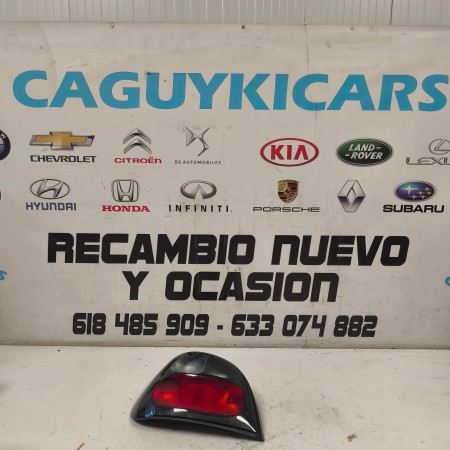 CAGUYKICARS
CHEVROLET
CITROËN
DS AUTOMOBILES
KIA
LAND-
ROVER
LEXUS
HYUNDAI
HONDA
INFINITI
PORSCHE
SUBARU
RECAMBIO NUEVO
Y OCASION
618 485 909 - 633 074 882